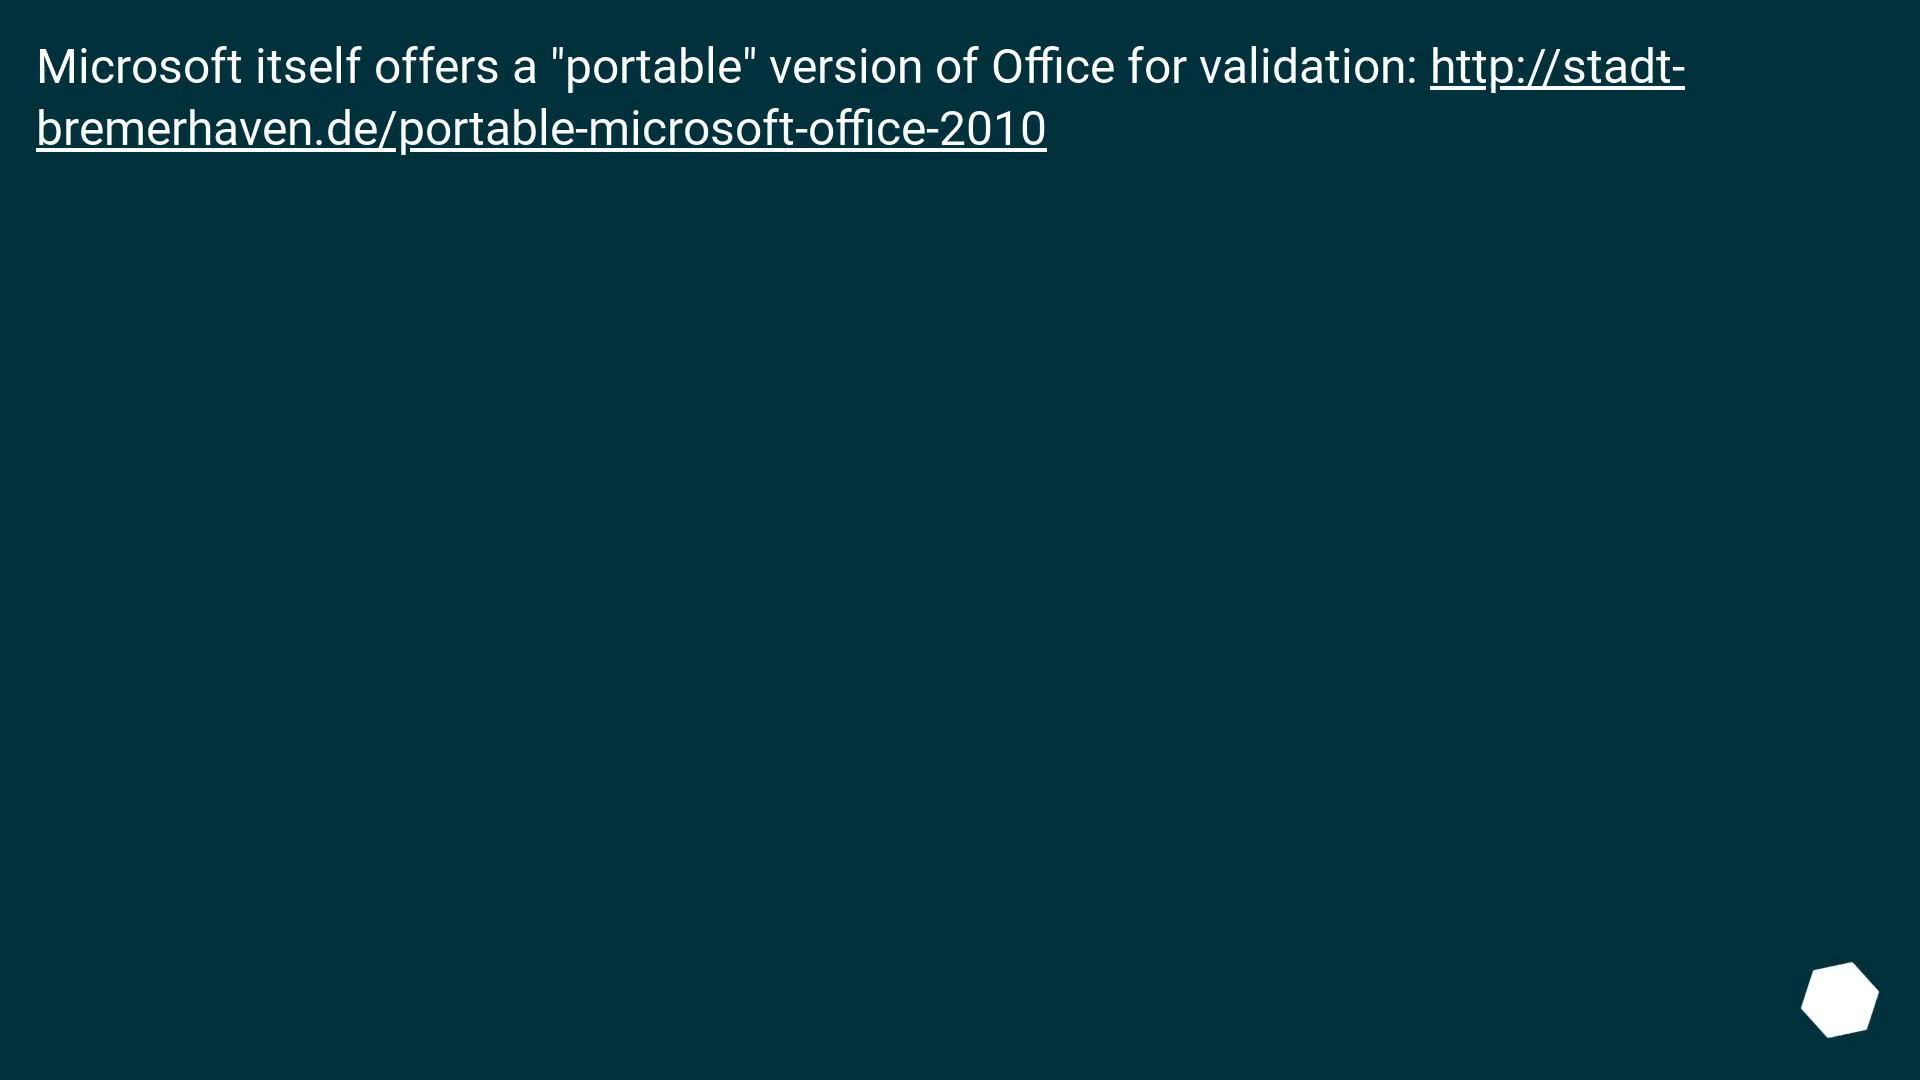 Microsoft itself offers a "portable" version of Office for validation: http://stadt-
bremerhaven.de/portable-microsoft-office-2010